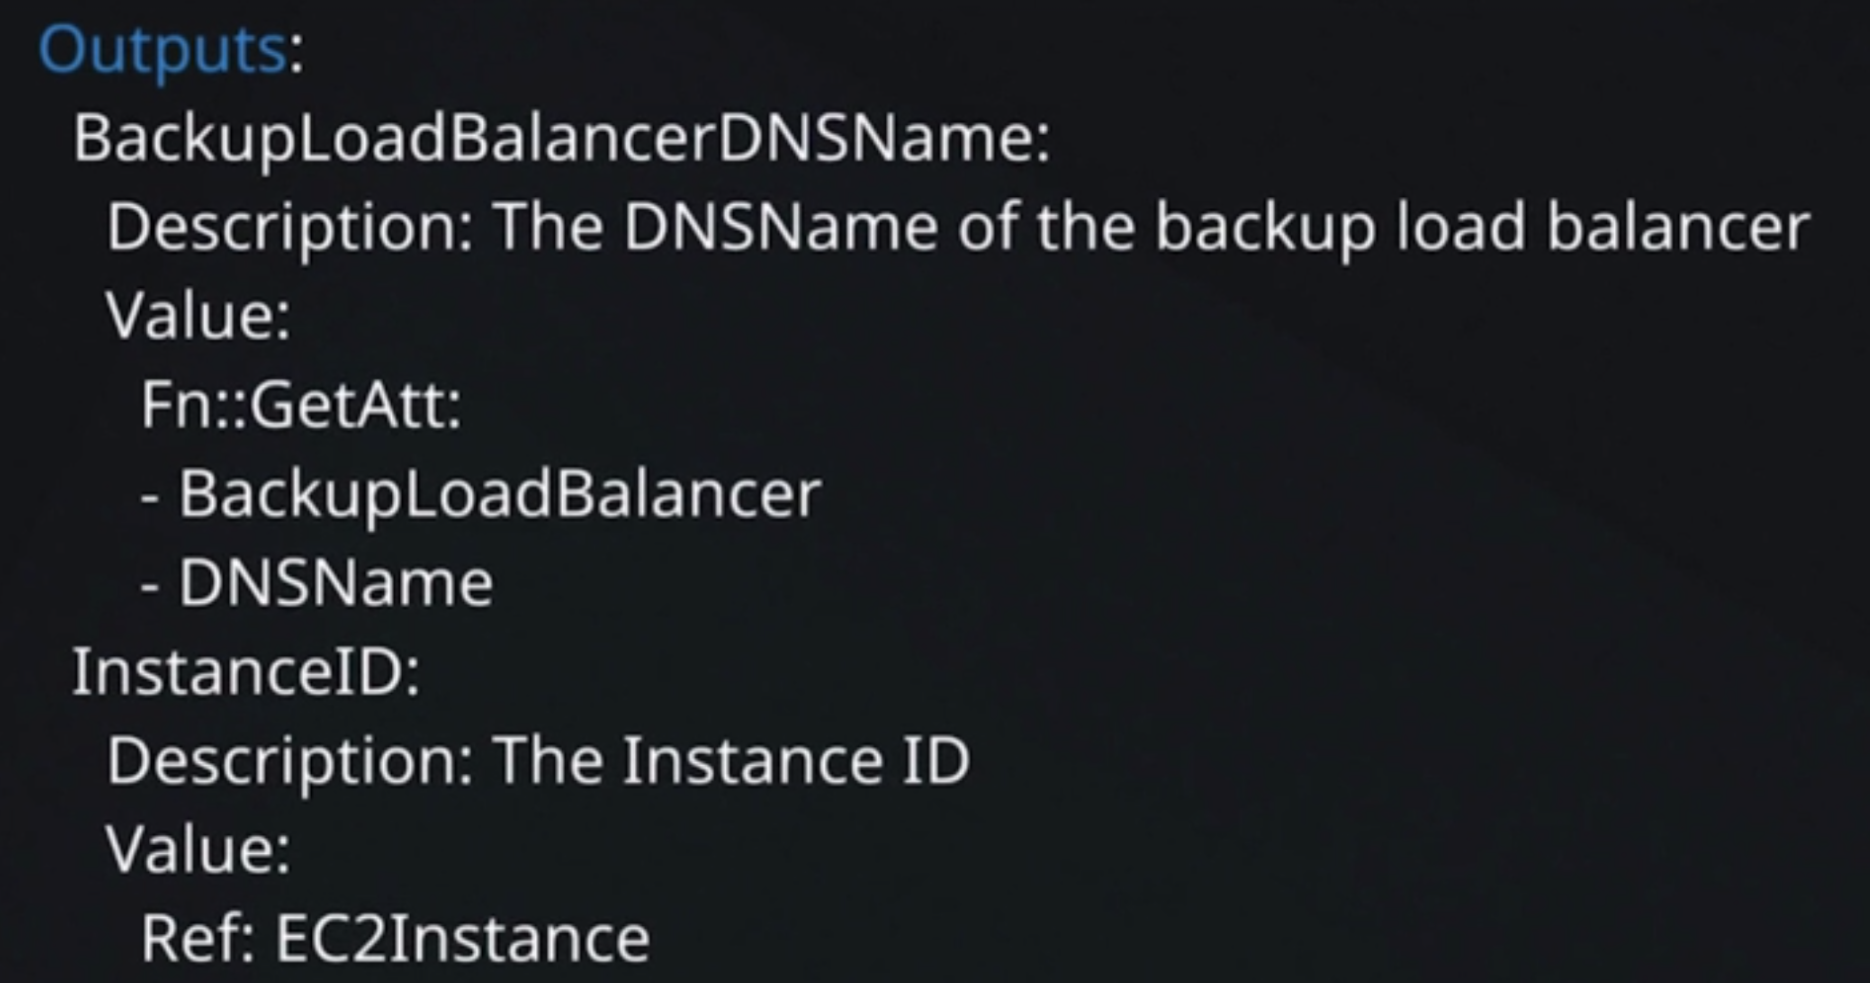 Outputs:
BackupLoadBalancerDNSName:
Description: The DNSName of the backup load balancer
Value:
Fn::GetAtt:
- BackupLoadBalancer
- DNSName
InstanceID:
Description: The Instance ID
Value:
Ref: EC2Instance